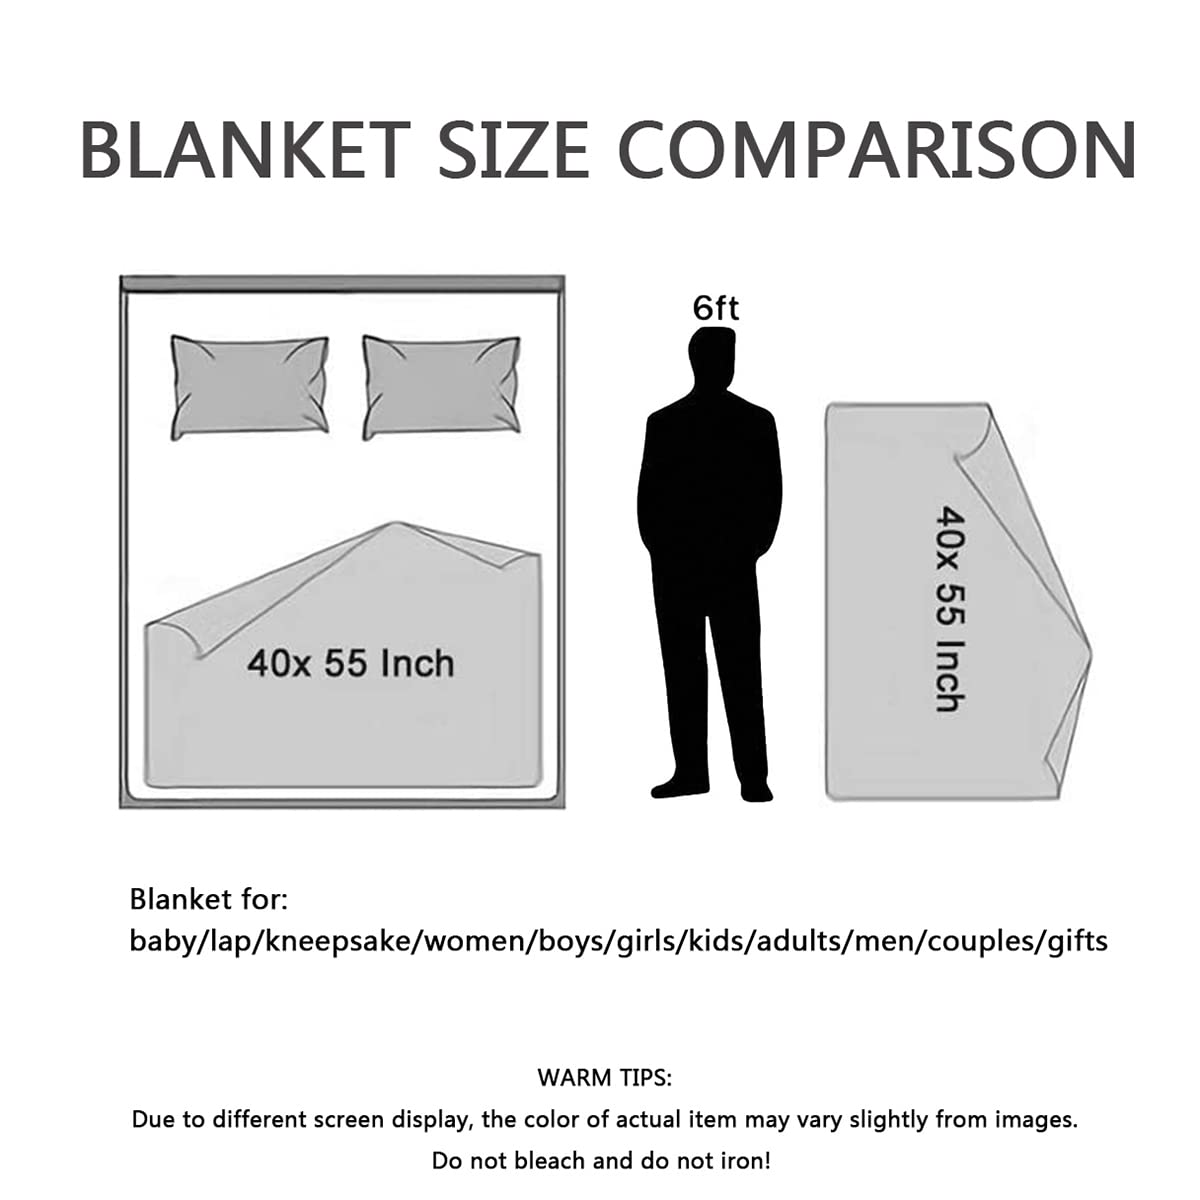 BLANKET SIZE COMPARISON
6ft
40x 55 Inch
40x 55 Inch
Blanket for:
baby/lap/kneepsake/women/boys/girls/kids/adults/men/couples/gifts
WARM TIPS:
Due to different screen display, the color of actual item may vary slightly from images.
Do not bleach and do not iron!